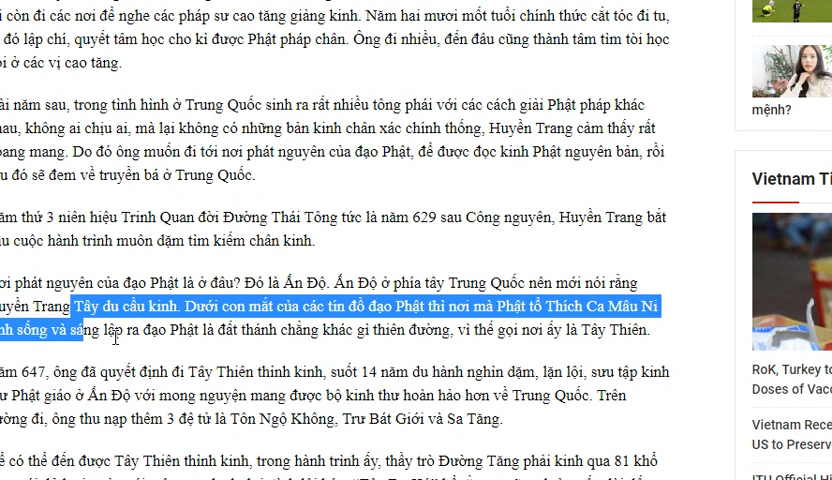 còn đi các nơi để nghe các pháp sư cao tăng giảng kinh. Năm hai mươi mốt tuổi chính thức cắt tóc đi tu,
đó lập chí, quyết tâm học cho kì được Phật pháp chân. Ông đi nhiều, đến đâu cũng thành tâm tìm tòi học
ở các vị cao tăng.
năm sau, trong tình hình ở Trung Quốc sinh ra rất nhiều tông phái với các cách giải Phật pháp khác
không ai chịu ai, mà lại không có những bản kinh chân xác chính thống, Huyền Trang cảm thấy rất
mang. Do đó ông muốn đi tới nơi phát nguyên của đạo Phật, để được đọc kinh Phật nguyên bản, rồi
đó sẽ đem về truyền bá ở Trung Quốc.
thứ 3 niên hiệu Trinh Quan đời Đường Thái Tông tức là năm 629 sau Công nguyên, Huyền Trang bắt
cuộc hành trình muôn dặm tìm kiếm chân kinh.
phát nguyên của đạo Phật là ở đâu? Đó là Ấn Độ. Ấn Độ ở phía tây Trung Quốc nên mới nói rằng
Trang Tây du cầu kinh. Dưới con mắt của các tín đồ đạo Phật thì nơi mà Phật tổ Thích Ca Mâu Ni
sống và sáng lập ra đạo Phật là đất thánh chẳng khác gì thiên đường, vì thế gọi nơi ấy là Tây Thiên.
647, ông đã quyết định đi Tây Thiên thỉnh kinh, suốt 14 năm du hành nghìn dặm, lặn lội, sưu tập kinh
Phật giáo ở Ấn Độ với mong nguyện mang được bộ kinh thư hoàn hảo hơn về Trung Quốc. Trên
đi, ông thu nạp thêm 3 đệ tử là Tôn Ngộ Không, Trư Bát Giới và Sa Tăng.
có thể đến được Tây Thiên thỉnh kinh, trong hành trình ấy, thầy trò Đường Tăng phải kinh qua 81 khổ
mệnh?
Vietnam Ti
RoK, Turkey to
Doses of Vacc
Vietnam Rece
US to Preserv
ITU Official Hi